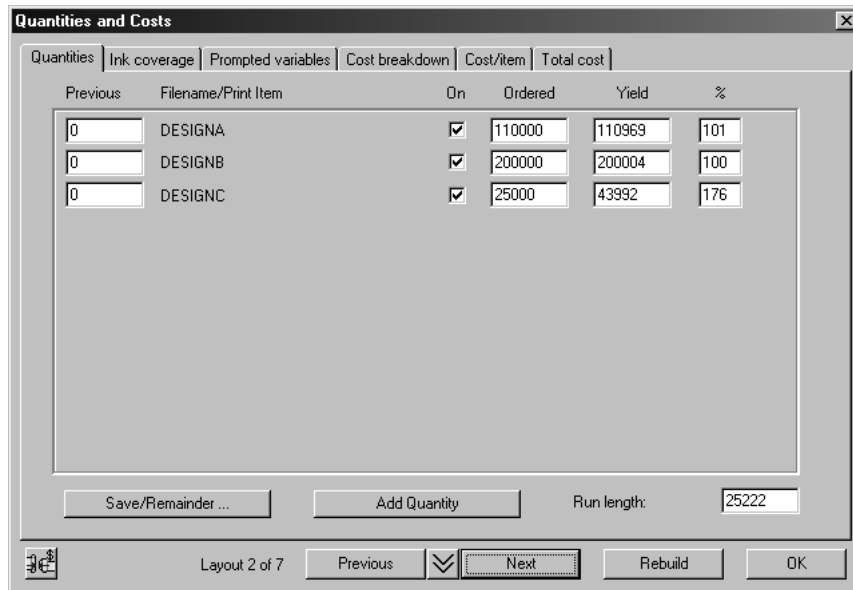 Quantities and Costs
Quantities Ink coverage Prompted variables Cost breakdown Cost/item Total cost
Previous Filename/Print Item On Ordered Yield %
0 DESIGNA 110000 110969 101
0 DESIGNB 200000 200004 100
0 DESIGNC 25000 43992 176
Save/Remainder ... Add Quantity Run length: 25222
Layout 2 of 7 Previous Next Rebuild OK